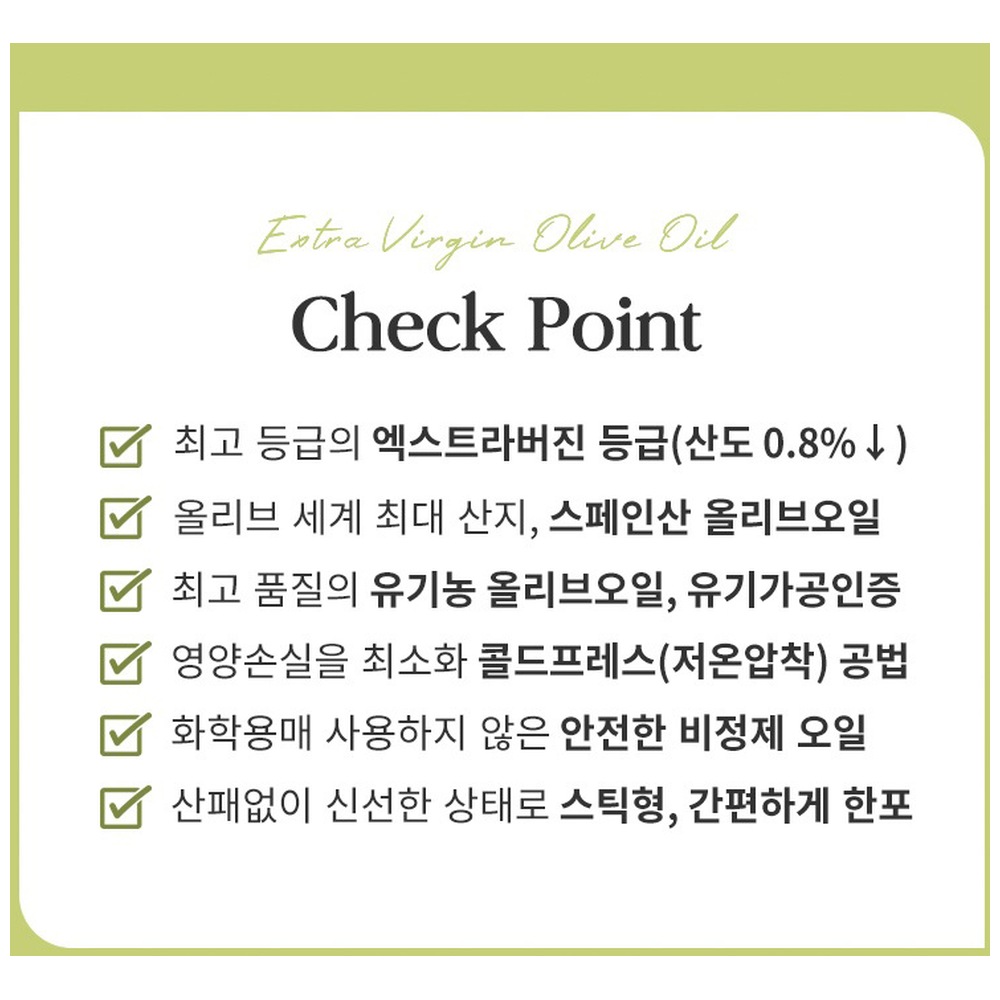 Extra Virgin Olive Oil
Check Point
최고 등급의 엑스트라버진 등급(산도 0.8%↓)
올리브 세계 최대 산지, 스페인산 올리브오일
최고 품질의 유기농 올리브오일, 유기가공인증
영양손실을 최소화 콜드프레스(저온압착) 공법
화학용매 사용하지 않은 안전한 비정제 오일
산패없이 신선한 상태로 스틱형, 간편하게 한포